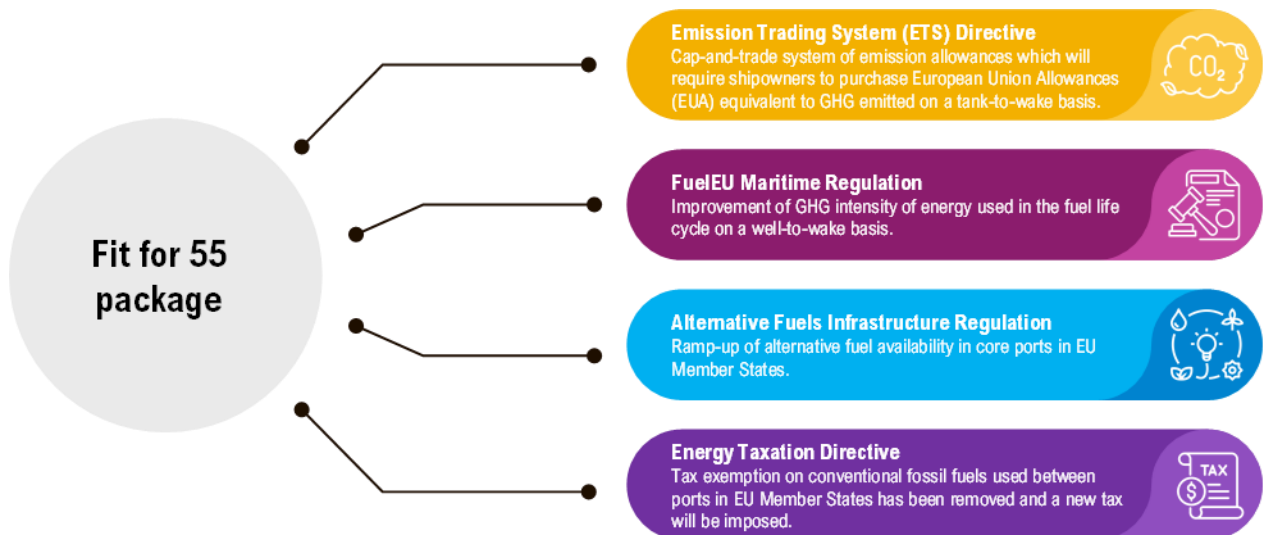 Fit for 55
package
Emission Trading System (ETS) Directive
Cap-and-trade system of emission allowances which will
require shipowners to purchase European Union Allowances
(EUA) equivalent to GHG emitted on a tank-to-wake basis.
CO₂
FuelEU Maritime Regulation
Improvement of GHG intensity of energy used in the fuel life
cycle on a well-to-wake basis.
Alternative Fuels Infrastructure Regulation
Ramp-up of alternative fuel availability in core ports in EU
Member States.
Energy Taxation Directive
Tax exemption on conventional fossil fuels used between
ports in EU Member States has been removed and a new tax
will be imposed.
TAX
$